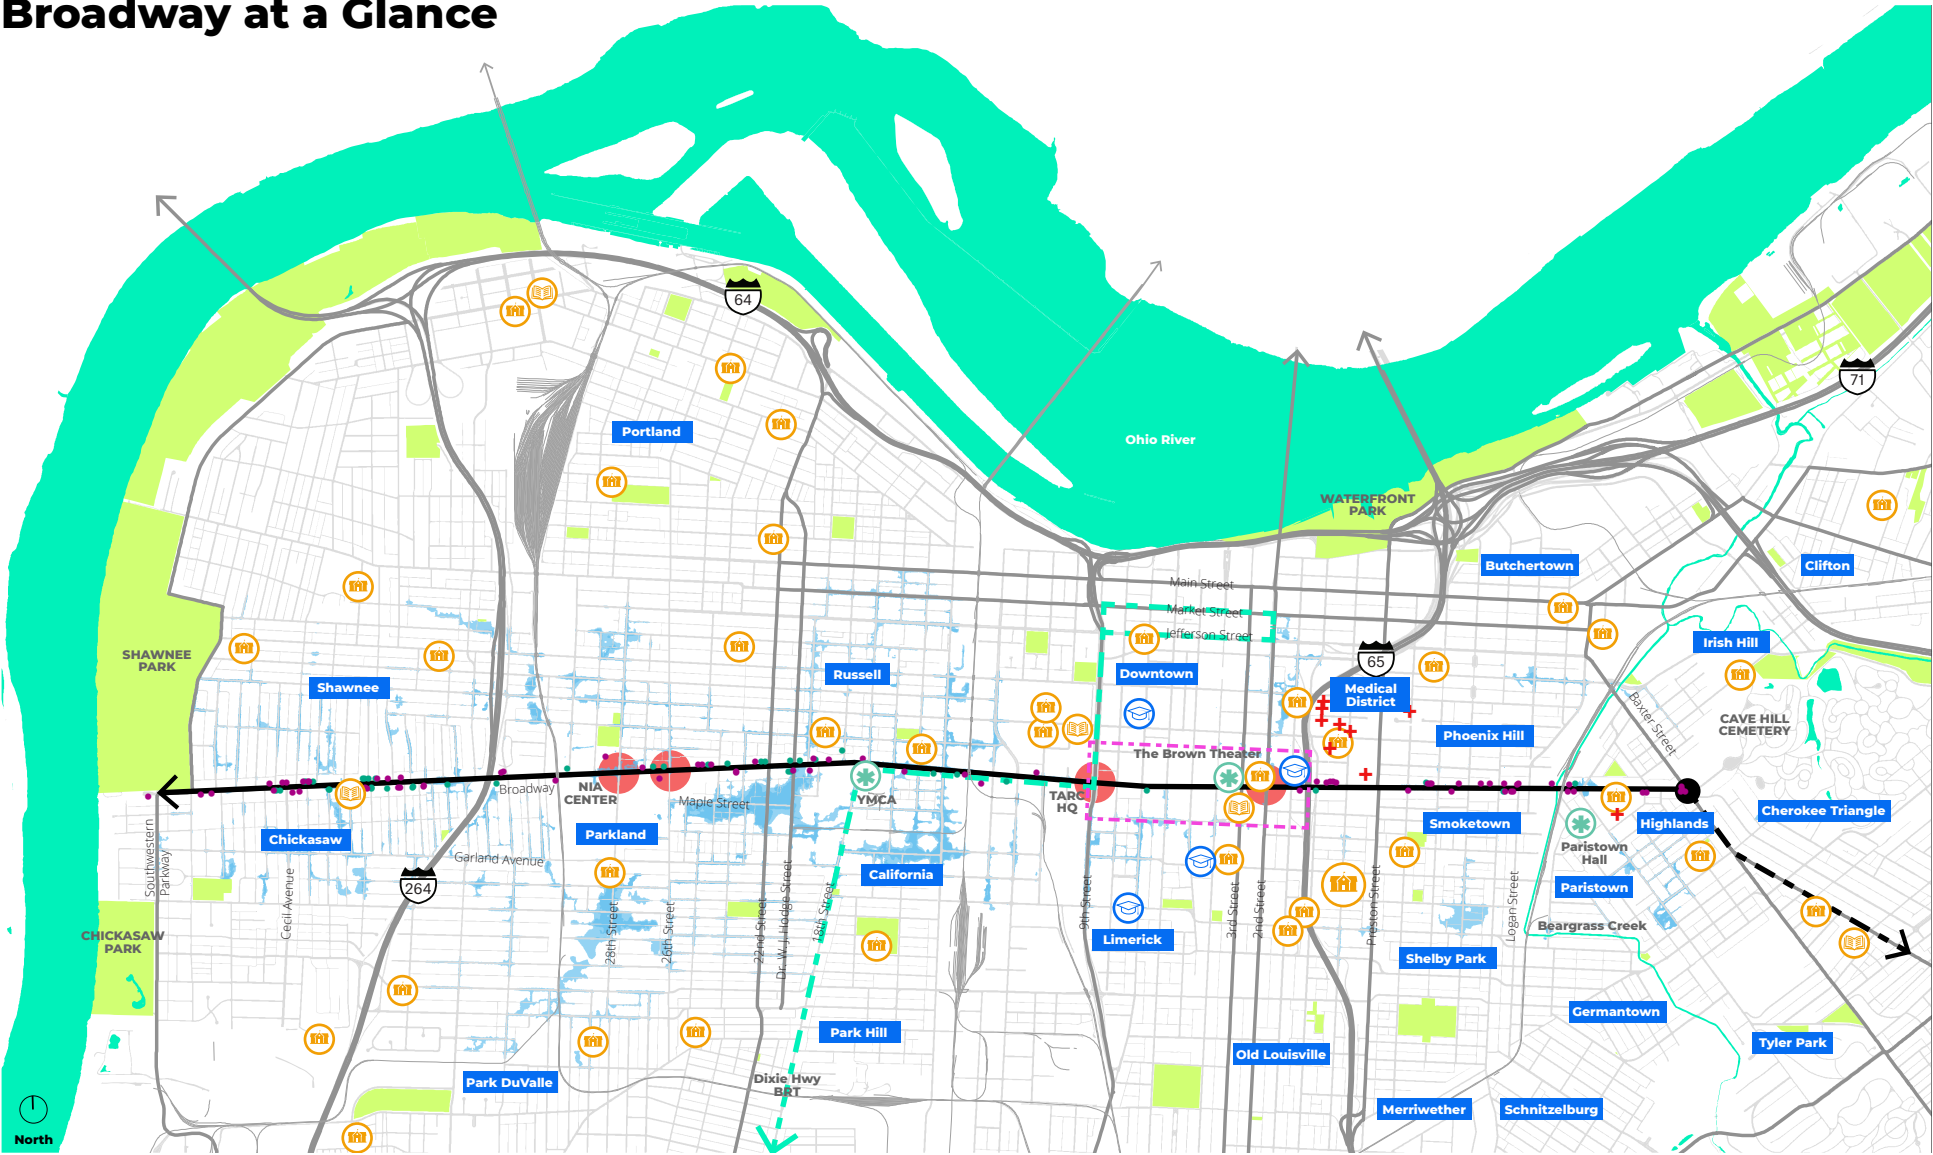 Broadway at a Glance
64
71
Portland
Ohio River
WATERFRONT
PARK
Butchertown
Clifton
Main Street
Market Street
Jefferson Street
Irish Hill
SHAWNEE
PARK
65
Shawnee
Russell
Downtown
Medical
District
Baxter Street
CAVE HILL
CEMETERY
Phoenix Hill
The Brown Theater
Broadway
NIA
CENTER
Maple Street
YMCA
TARC
HQ
Chickasaw
Parkland
Smoketown
Highlands
Cherokee Triangle
Southwestern
Parkway
Garland Avenue
Paristown
Hall
264
California
Paristown
Cecil Avenue
28th Street
26th Street
22nd Street
Dr. W. J. Hodge Street
18th Street
9th Street
3rd Street
2nd Street
Preston Street
Logan Street
CHICKASAW
PARK
Limerick
Beargrass Creek
Shelby Park
Germantown
Park Hill
Tyler Park
Old Louisville
Park DuValle
Dixie Hwy
BRT
Merriwether
Schnitzelburg
North